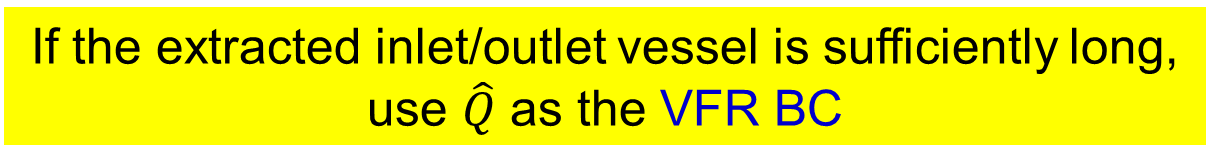 If the extracted inlet/outlet vessel is sufficiently long,
use Q̂ as the VFR BC